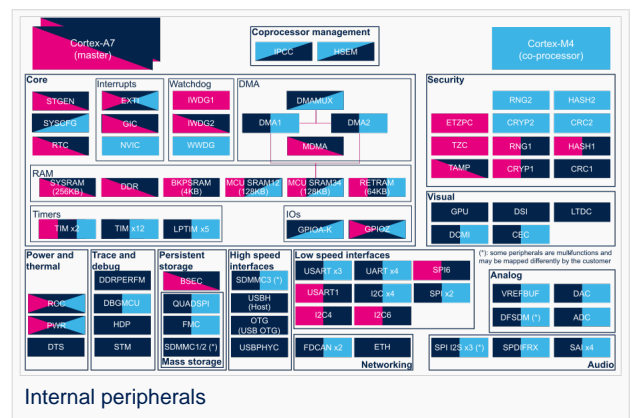 Cortex-A7
(master)
Coprocessor management
IPCC
HSEM
Cortex-M4
(co-processor)
Core
STGEN
SYSCFG
RTC
Interrupts
EXTI
GIC
NVIC
Watchdog
IWDG1
IWDG2
WWDG
DMA
DMAMUX
DMA1
DMA2
MDMA
Security
RNG2
HASH2
ETZPC
CRYP2
CRC2
TZC
RNG1
HASH1
TAMP
CRYP1
CRC1
RAM
SYSRAM
(256KB)
DDR
BKPSRAM
(4KB)
MCU SRAM12
(128KB)
MCU SRAM34
(128KB)
RETRAM
(64KB)
Timers
TIM x2
TIM x12
LPTIM x5
IOs
GPIOA-K
GPIOZ
Visual
GPU
DSI
LTDC
DCMI
CEC
(*): some peripherals are multifunctions and
may be mapped differently by the customer
Power and
thermal
ROC
PWR
DTS
Trace and
debug
DDRPERFM
DBGMCU
HDP
STM
Persistent
storage
BSEC
QUADSPI
FMC
SDMMC1/2 (*)
Mass storage
High speed
interfaces
SDMMC3 (*)
USBH
(Host)
OTG
(USB OTG)
USBPHYC
Low speed interfaces
USART x3
UART x4
SPI6
USART1
I2C x4
SPI x2
I2C4
I2C6
FDCAN x2
ETH
Networking
Analog
VREFBUF
DAC
DFSDM (*)
ADC
SPI I2S x3 (*)
SPDIFRX
SAI x4
Audio
Internal peripherals